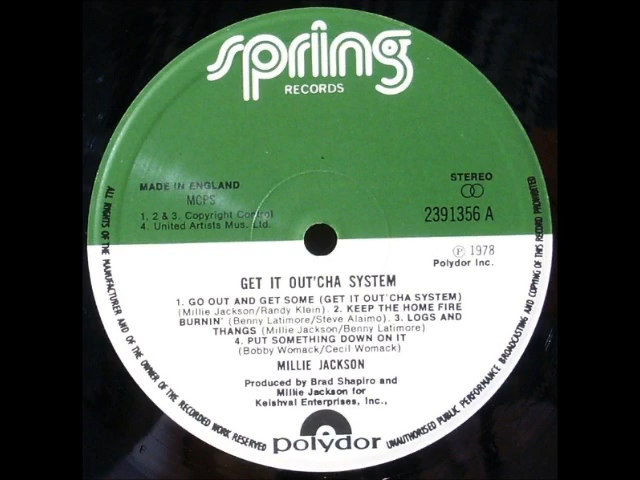 spring
RECORDS
MADE IN ENGLAND
MCPS
1. 2 & 3. Copyright Control
4. United Artists Mus. Ltd.
STEREO
2391356 A
Ⓟ 1978
Polydor Inc.
GET IT OUT'CHA SYSTEM
1. GO OUT AND GET SOME (GET IT OUT'CHA SYSTEM)
(Millie Jackson/Randy Klein) 2. KEEP THE HOME FIRE
BURNIN' (Benny Latimore/Steve Alaimo) 3. LOGS AND
THANGS (Millie Jackson/Benny Latimore)
4. PUT SOMETHING DOWN ON IT
(Bobby Womack/Cecil Womack)
MILLIE JACKSON
Produced by Brad Shapiro and
Millie Jackson for
Keishval Enterprises, Inc.,
polydor
ALL RIGHTS OF THE MANUFACTURER AND OF THE OWNER OF THE RECORDED WORK RESERVED
UNAUTHORISED PUBLIC PERFORMANCE BROADCASTING AND COPYING OF THIS RECORD PROHIBITED